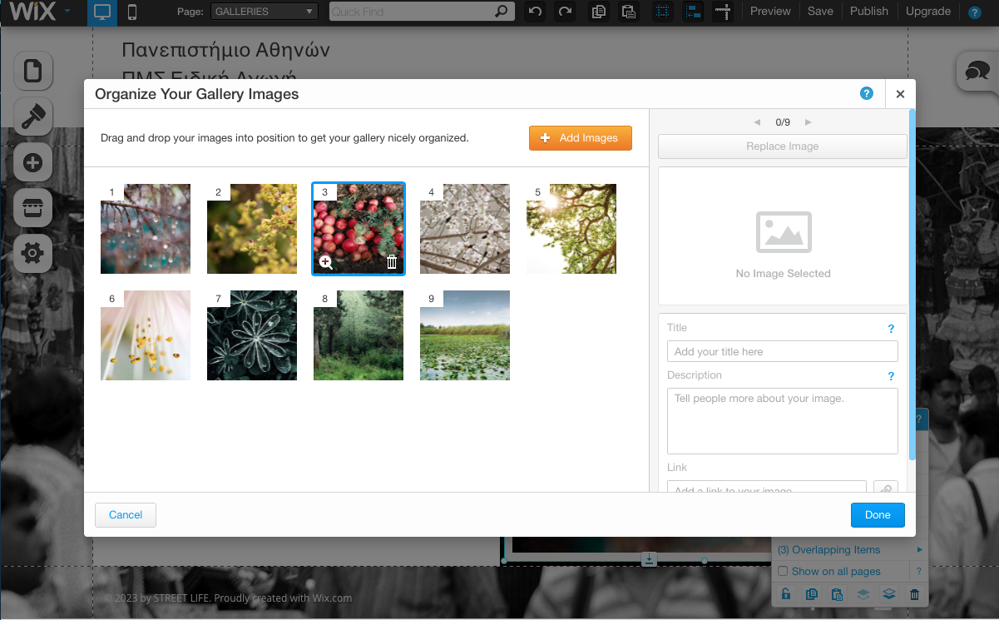 WiX
Page: GALLERIES Quick Find Preview Save Publish Upgrade ?
Πανεπιστήμιο Αθηνών
ΠΜΣ Ειδική Αγωγή
Organize Your Gallery Images ? ×
Drag and drop your images into position to get your gallery nicely organized.
+ Add Images
0/9
Replace Image
1 2 3 4 5
No Image Selected
6 7 8 9
Title ?
Add your title here
Description ?
Tell people more about your image.
?
Link
Add a link to your image
Cancel
Done
(3) Overlapping Items
Show on all pages ?
© 2023 by STREET LIFE. Proudly created with Wix.com